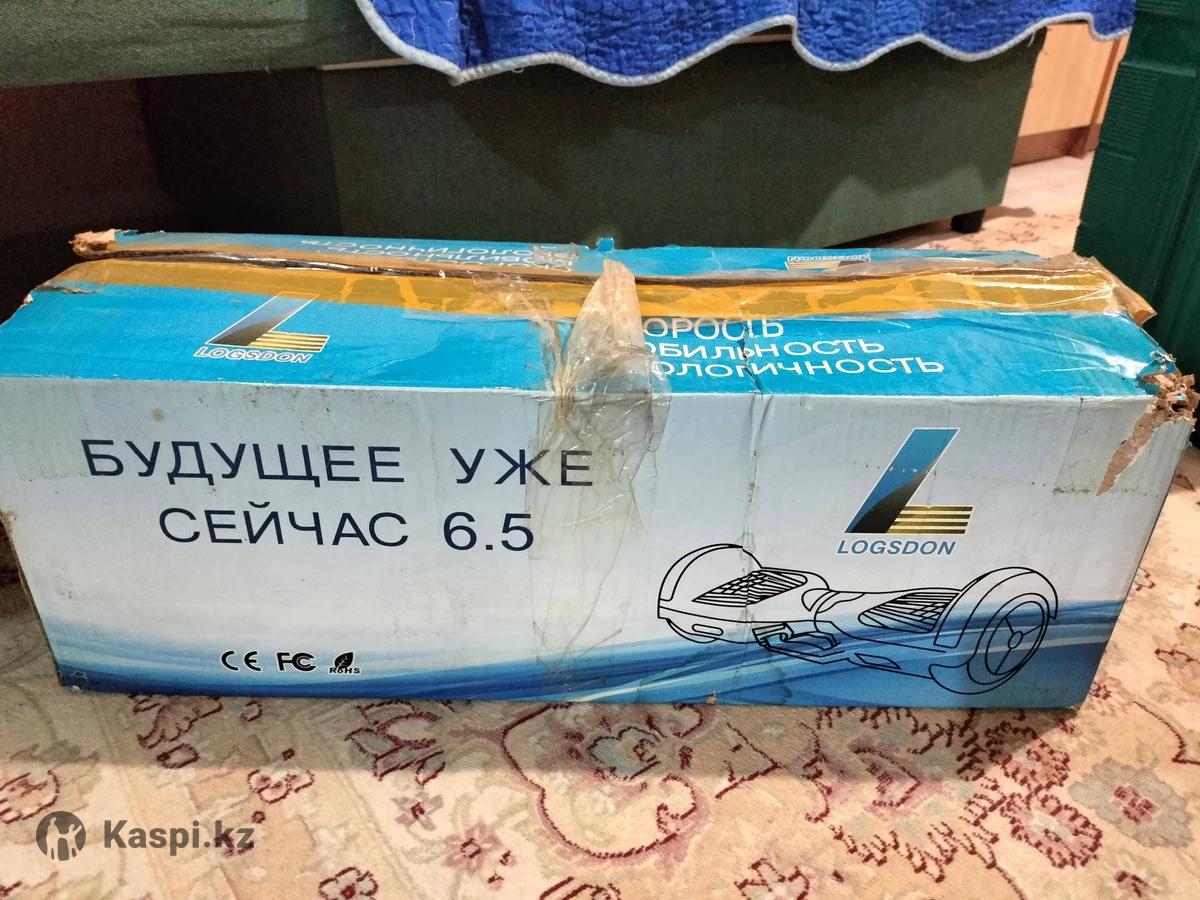 LOGSDON
ОРОСТЬ
ОБИЛЬНОСТЬ
ОЛОГИЧНОСТЬ
БУДУЩЕЕ УЖЕ
СЕЙЧАС 6.5
LOGSDON
CE FC RoHS
Kaspi.kz